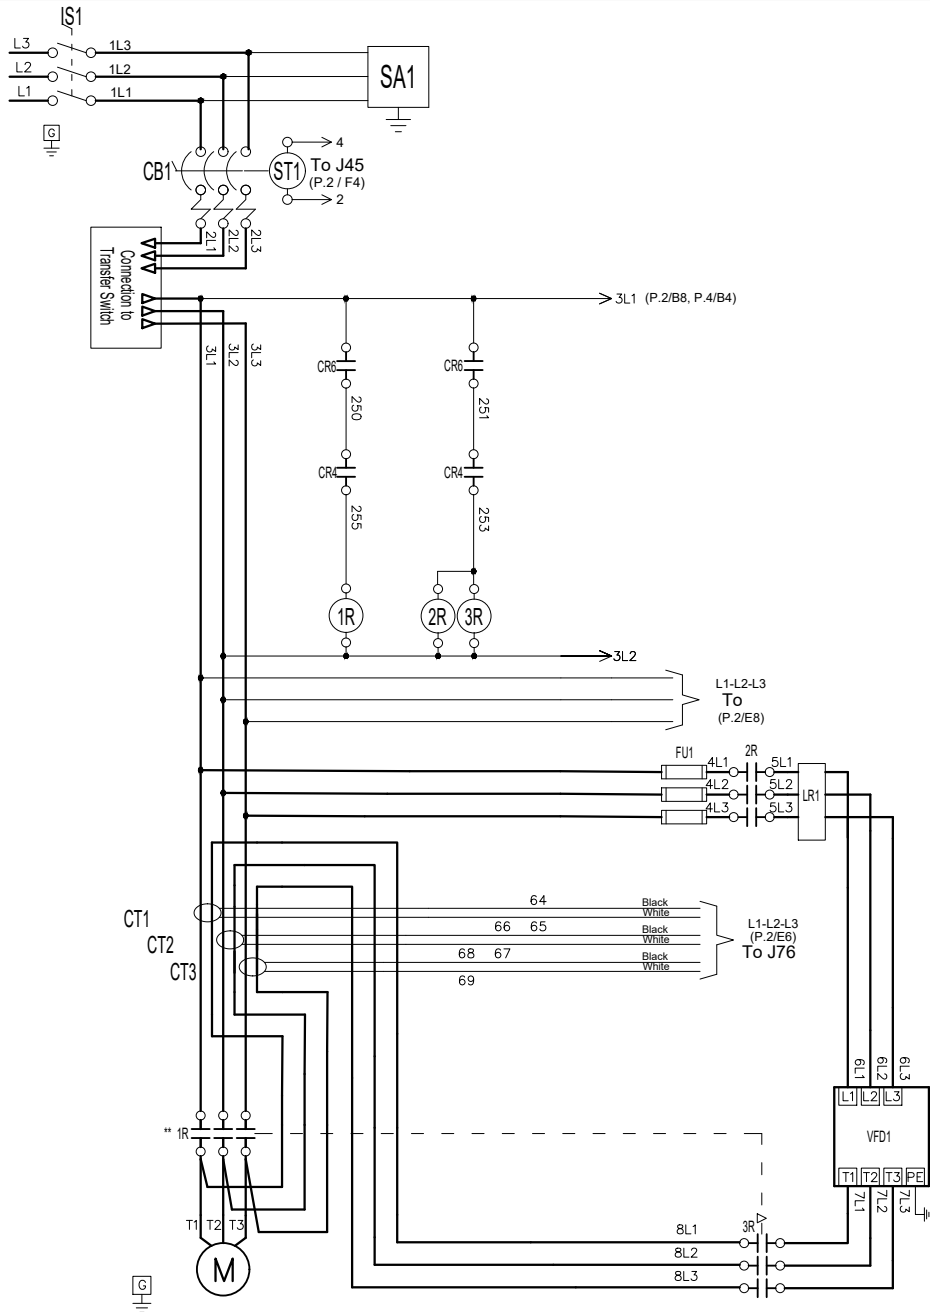 IS1
L3 1L3
L2 1L2
L1 1L1
SA1
G
CB1
ST1
4
To J45
(P.2 / F4)
2
2L1
2L2
2L3
Connection to
Transfer Switch
3L1 (P.2/B8, P.4/B4)
3L1
3L2
3L3
CR6
CR6
250
251
CR4
CR4
255
253
1R
2R
3R
3L2
L1-L2-L3
To
(P.2/E8)
FU1
2R
4L1
5L1
4L2
5L2
4L3
5L3
LR1
CT1
CT2
CT3
64
Black
White
66 65
Black
White
68 67
Black
White
69
L1-L2-L3
(P.2/E6)
To J76
6L1
6L2
6L3
L1 L2 L3
VFD1
T1 T2 T3 PE
7L1
7L2
7L3
** 1R
T1 T2 T3
M
G
3R
8L1
8L2
8L3